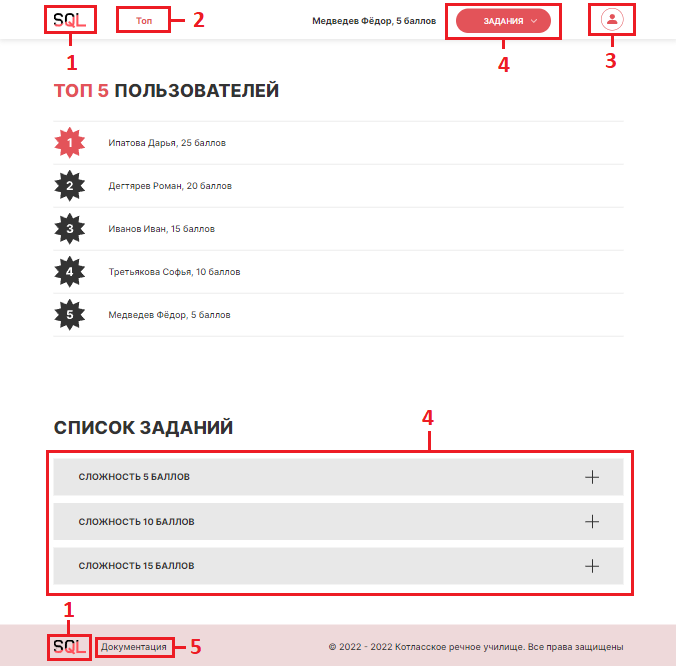 SQL
Топ
2
Медведев Фёдор, 5 баллов
ЗАДАНИЯ
1
4
3
ТОП 5 ПОЛЬЗОВАТЕЛЕЙ
1 Ипатова Дарья, 25 баллов
2 Дегтярев Роман, 20 баллов
3 Иванов Иван, 15 баллов
4 Третьякова Софья, 10 баллов
5 Медведев Фёдор, 5 баллов
4
СПИСОК ЗАДАНИЙ
СЛОЖНОСТЬ 5 БАЛЛОВ
СЛОЖНОСТЬ 10 БАЛЛОВ
СЛОЖНОСТЬ 15 БАЛЛОВ
1
SQL
Документация
5
© 2022 - 2022 Котласское речное училище. Все права защищены